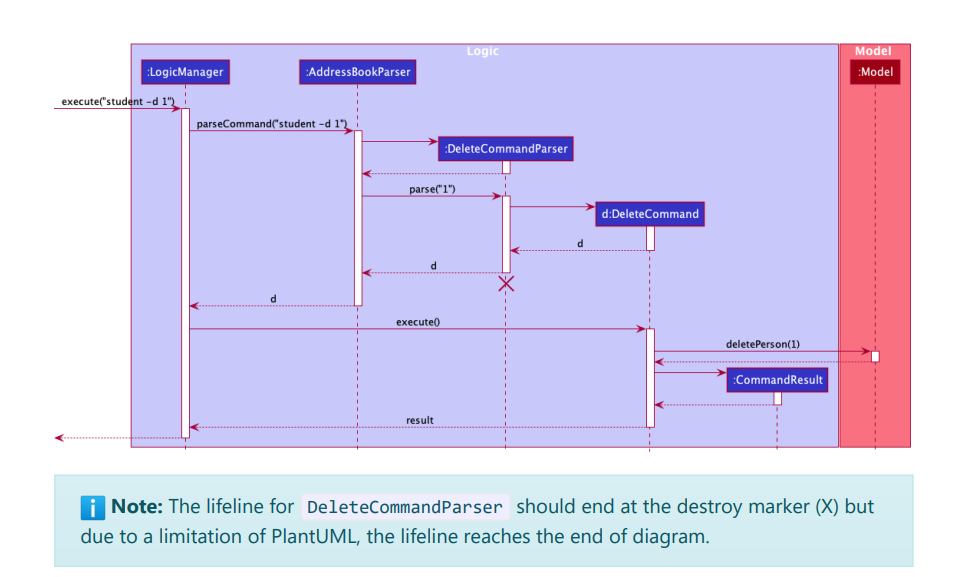 Logic
Model
:LogicManager
:AddressBookParser
:Model
execute("student -d 1")
parseCommand("student -d 1")
:DeleteCommandParser
parse("1")
d:DeleteCommand
d
d
d
execute()
deletePerson(1)
:CommandResult
result
Note: The lifeline for DeleteCommandParser should end at the destroy marker (X) but
due to a limitation of PlantUML, the lifeline reaches the end of diagram.